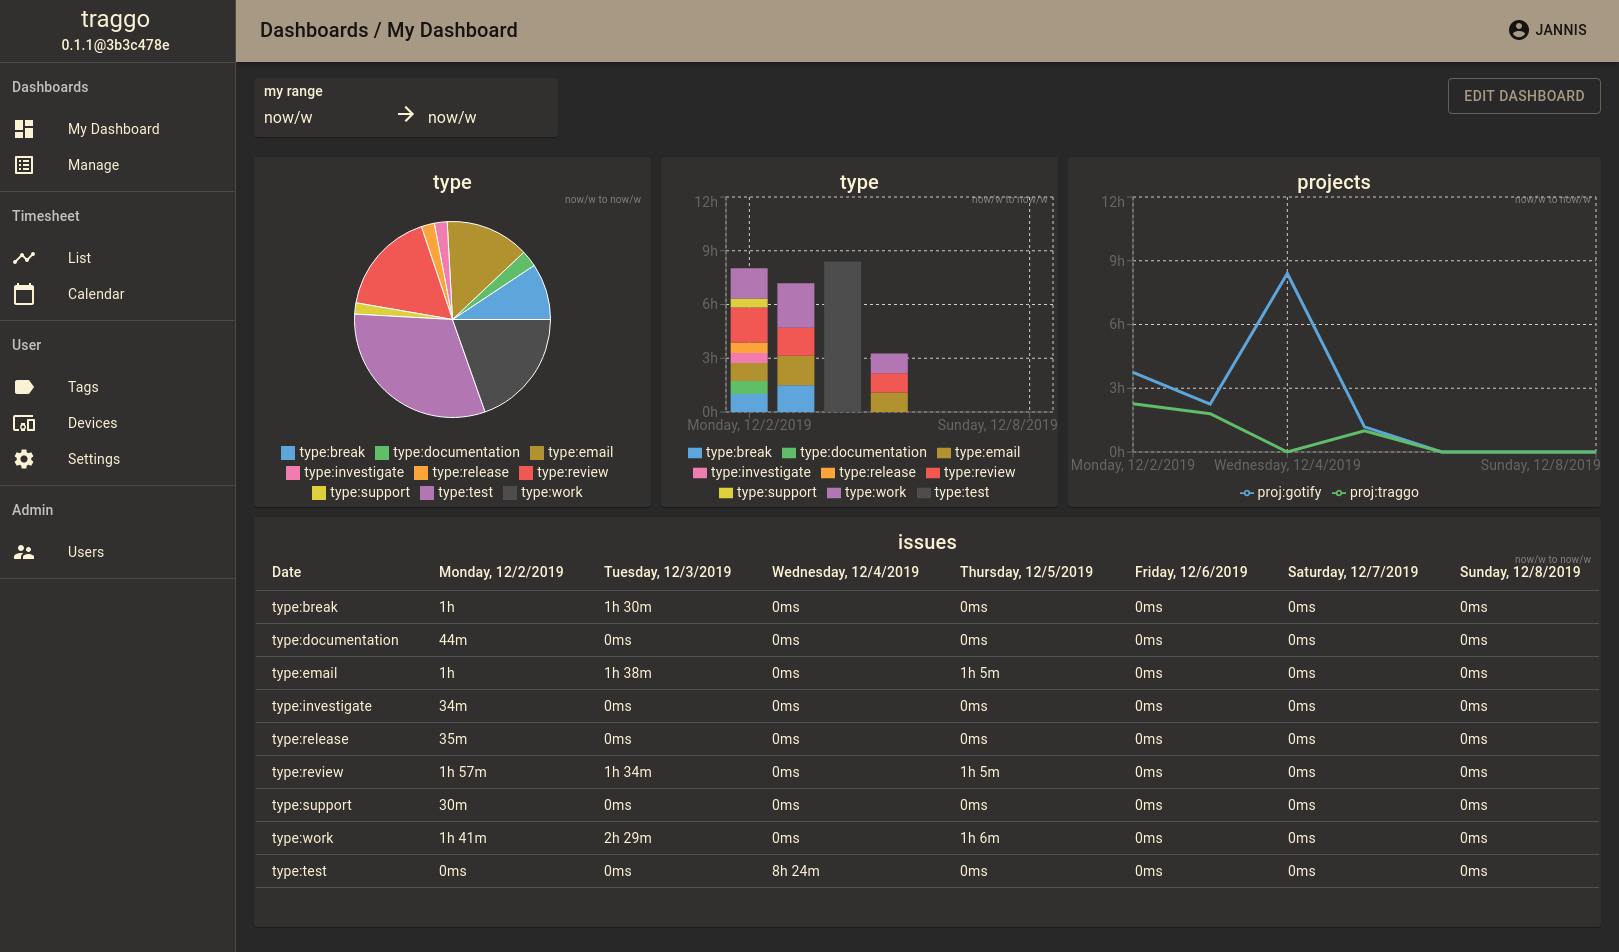 traggo
0.1.1@3b3c478e
Dashboards
My Dashboard
Manage
Timesheet
List
Calendar
User
Tags
Devices
Settings
Admin
Users
Dashboards / My Dashboard
JANNIS
my range
now/w now/w
EDIT DASHBOARD
type
now/w to now/w
type:break type:documentation type:email
type:investigate type:release type:review
type:support type:test type:work
type
now/w to now/w
12h
9h
6h
3h
0h
Monday, 12/2/2019 Sunday, 12/8/2019
type:break type:documentation type:email
type:investigate type:release type:review
type:support type:work type:test
projects
now/w to now/w
12h
9h
6h
3h
0h
Monday, 12/2/2019 Wednesday, 12/4/2019 Sunday, 12/8/2019
proj:gotify proj:traggo
issues
now/w to now/w
Date Monday, 12/2/2019 Tuesday, 12/3/2019 Wednesday, 12/4/2019 Thursday, 12/5/2019 Friday, 12/6/2019 Saturday, 12/7/2019 Sunday, 12/8/2019
type:break 1h 1h 30m 0ms 0ms 0ms 0ms 0ms
type:documentation 44m 0ms 0ms 0ms 0ms 0ms 0ms
type:email 1h 1h 38m 0ms 1h 5m 0ms 0ms 0ms
type:investigate 34m 0ms 0ms 0ms 0ms 0ms 0ms
type:release 35m 0ms 0ms 0ms 0ms 0ms 0ms
type:review 1h 57m 1h 34m 0ms 1h 5m 0ms 0ms 0ms
type:support 30m 0ms 0ms 0ms 0ms 0ms 0ms
type:work 1h 41m 2h 29m 0ms 1h 6m 0ms 0ms 0ms
type:test 0ms 0ms 8h 24m 0ms 0ms 0ms 0ms